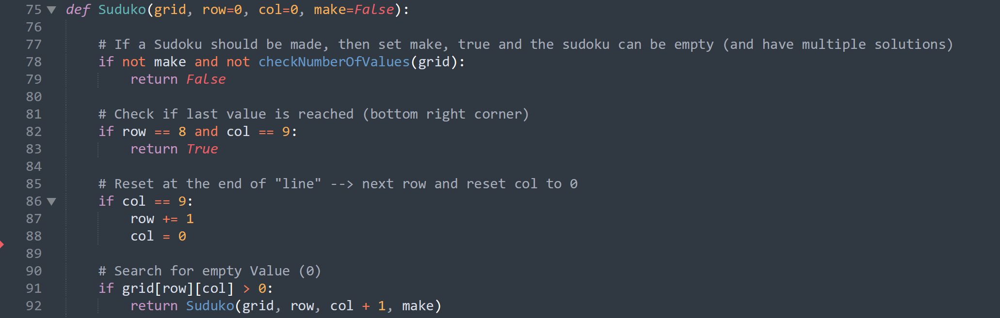 75 def Suduko(grid, row=0, col=0, make=False):
76
77 # If a Sudoku should be made, then set make, true and the sudoku can be empty (and have multiple solutions)
78 if not make and not checkNumberOfValues(grid):
79 return False
80
81 # Check if last value is reached (bottom right corner)
82 if row == 8 and col == 9:
83 return True
84
85 # Reset at the end of "line" --> next row and reset col to 0
86 if col == 9:
87 row += 1
88 col = 0
89
90 # Search for empty Value (0)
91 if grid[row][col] > 0:
92 return Suduko(grid, row, col + 1, make)